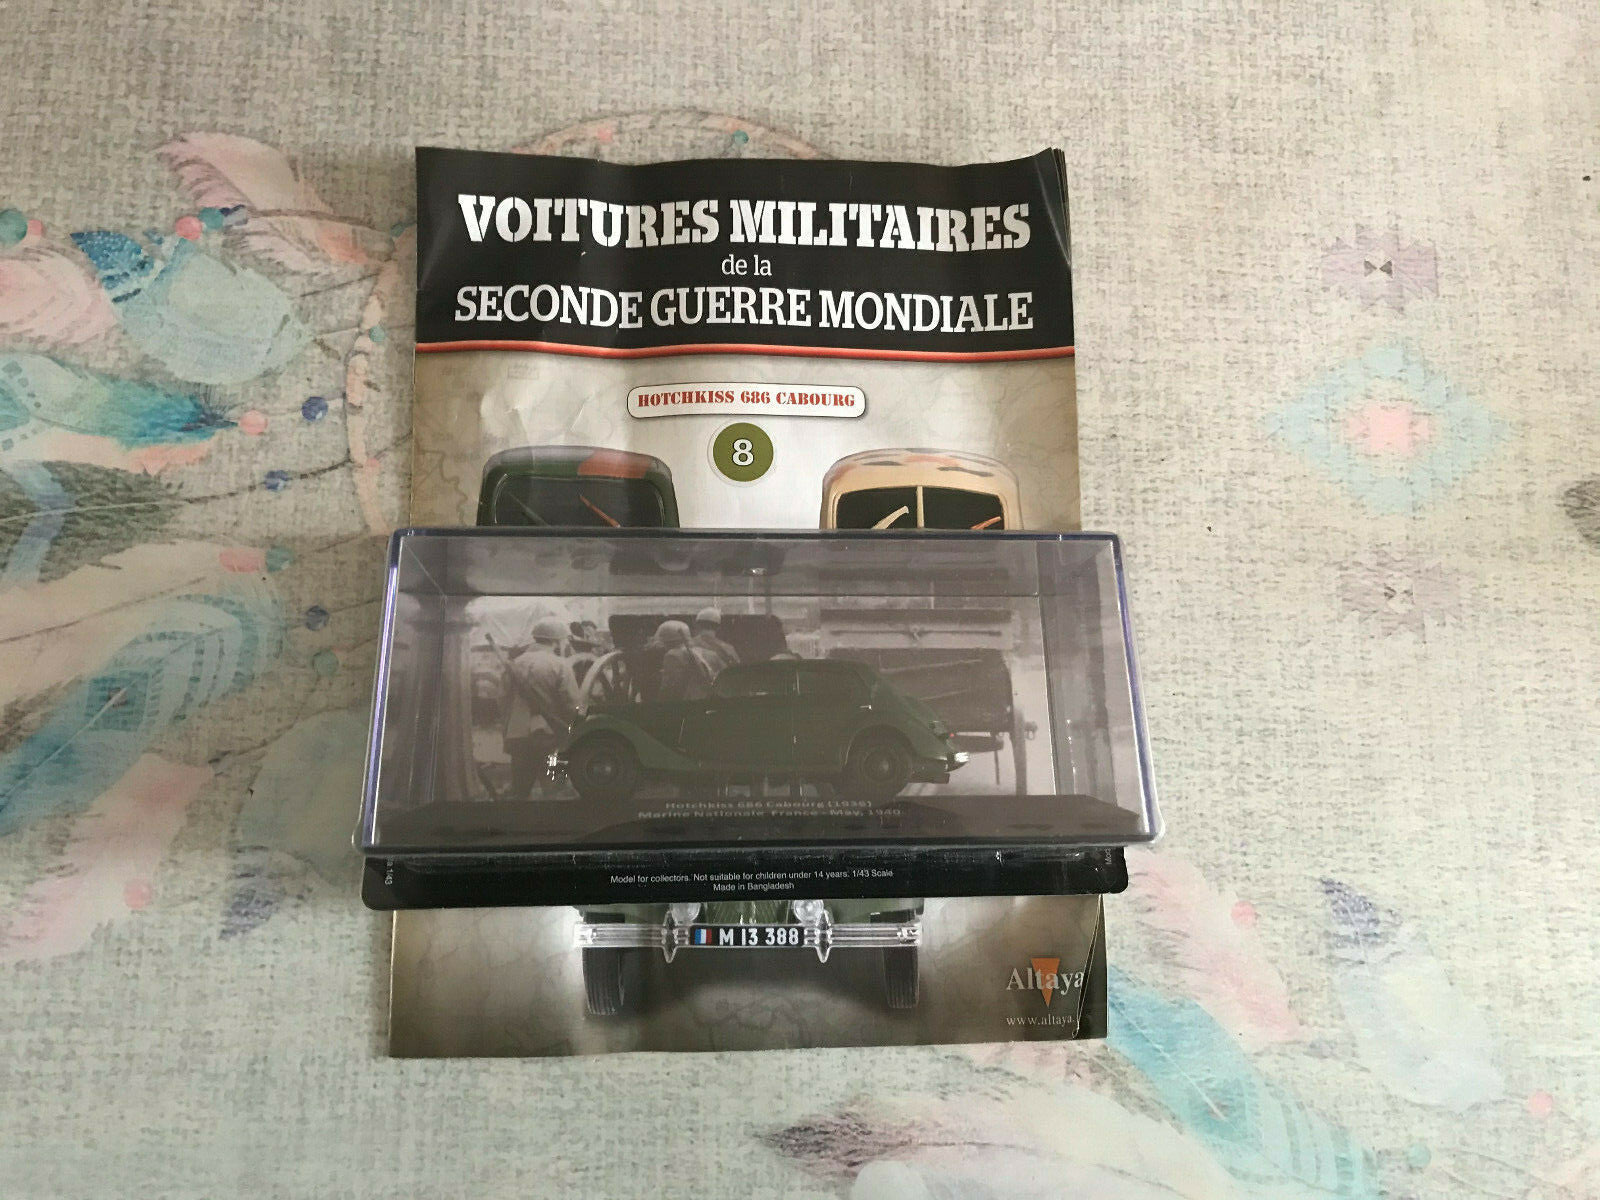 VOITURES MILITAIRES
de la
SECONDE GUERRE MONDIALE
HOTCHKISS 686 CABOURG
8
Hotchkiss 686 Cabourg (1936)
Marine Nationale France - May, 1940
1/43
Model for collectors. Not suitable for children under 14 years. 1/43 Scale
Made in Bangladesh
M 13 388
Altaya
www.altaya.